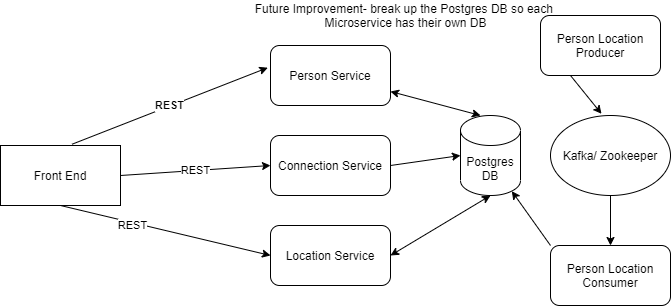 Future Improvement- break up the Postgres DB so each
Microservice has their own DB
Person Location
Producer
Person Service
REST
Connection Service
Postgres
DB
Kafka/ Zookeeper
Front End
REST
REST
Location Service
Person Location
Consumer